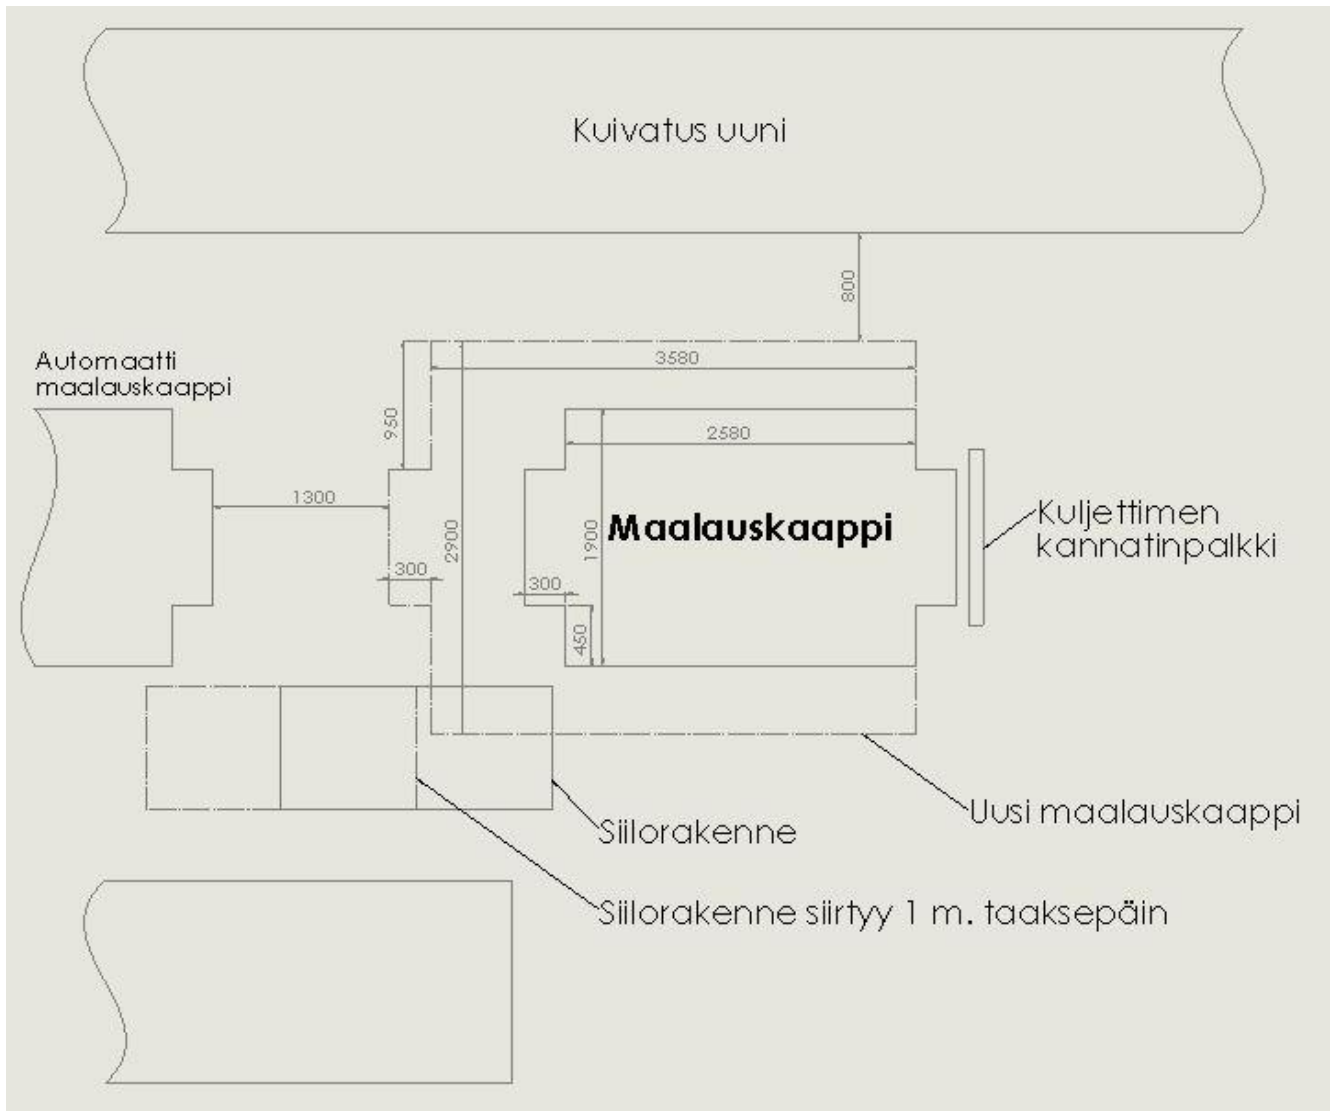 Kuivatus uuni
800
Automaatti
maalauskaappi
3580
950
2580
1300
2900
1900
Maalauskaappi
Kuljettimen
kannatinpalkki
300
300
450
Uusi maalauskaappi
Siilorakenne
Siilorakenne siirtyy 1 m. taaksepäin